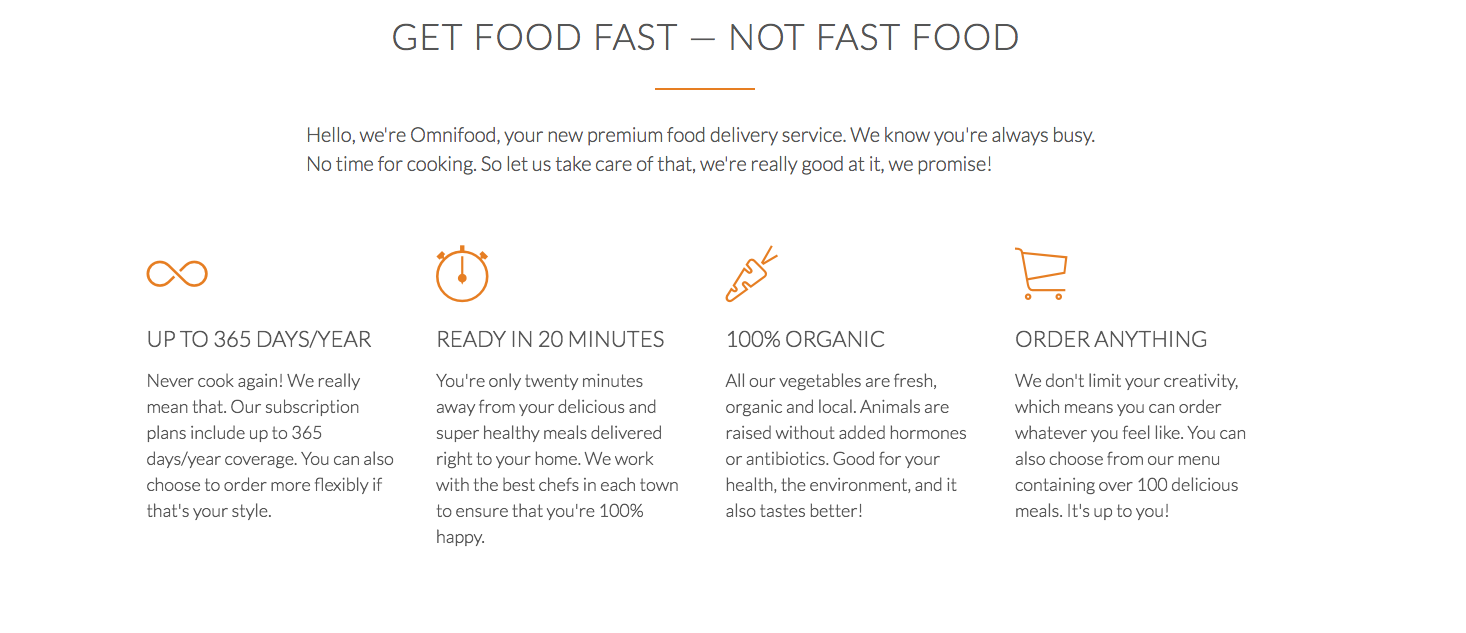 GET FOOD FAST — NOT FAST FOOD
Hello, we're Omnifood, your new premium food delivery service. We know you're always busy.
No time for cooking. So let us take care of that, we're really good at it, we promise!
UP TO 365 DAYS/YEAR
Never cook again! We really
mean that. Our subscription
plans include up to 365
days/year coverage. You can also
choose to order more flexibly if
that's your style.
READY IN 20 MINUTES
You're only twenty minutes
away from your delicious and
super healthy meals delivered
right to your home. We work
with the best chefs in each town
to ensure that you're 100%
happy.
100% ORGANIC
All our vegetables are fresh,
organic and local. Animals are
raised without added hormones
or antibiotics. Good for your
health, the environment, and it
also tastes better!
ORDER ANYTHING
We don't limit your creativity,
which means you can order
whatever you feel like. You can
also choose from our menu
containing over 100 delicious
meals. It's up to you!